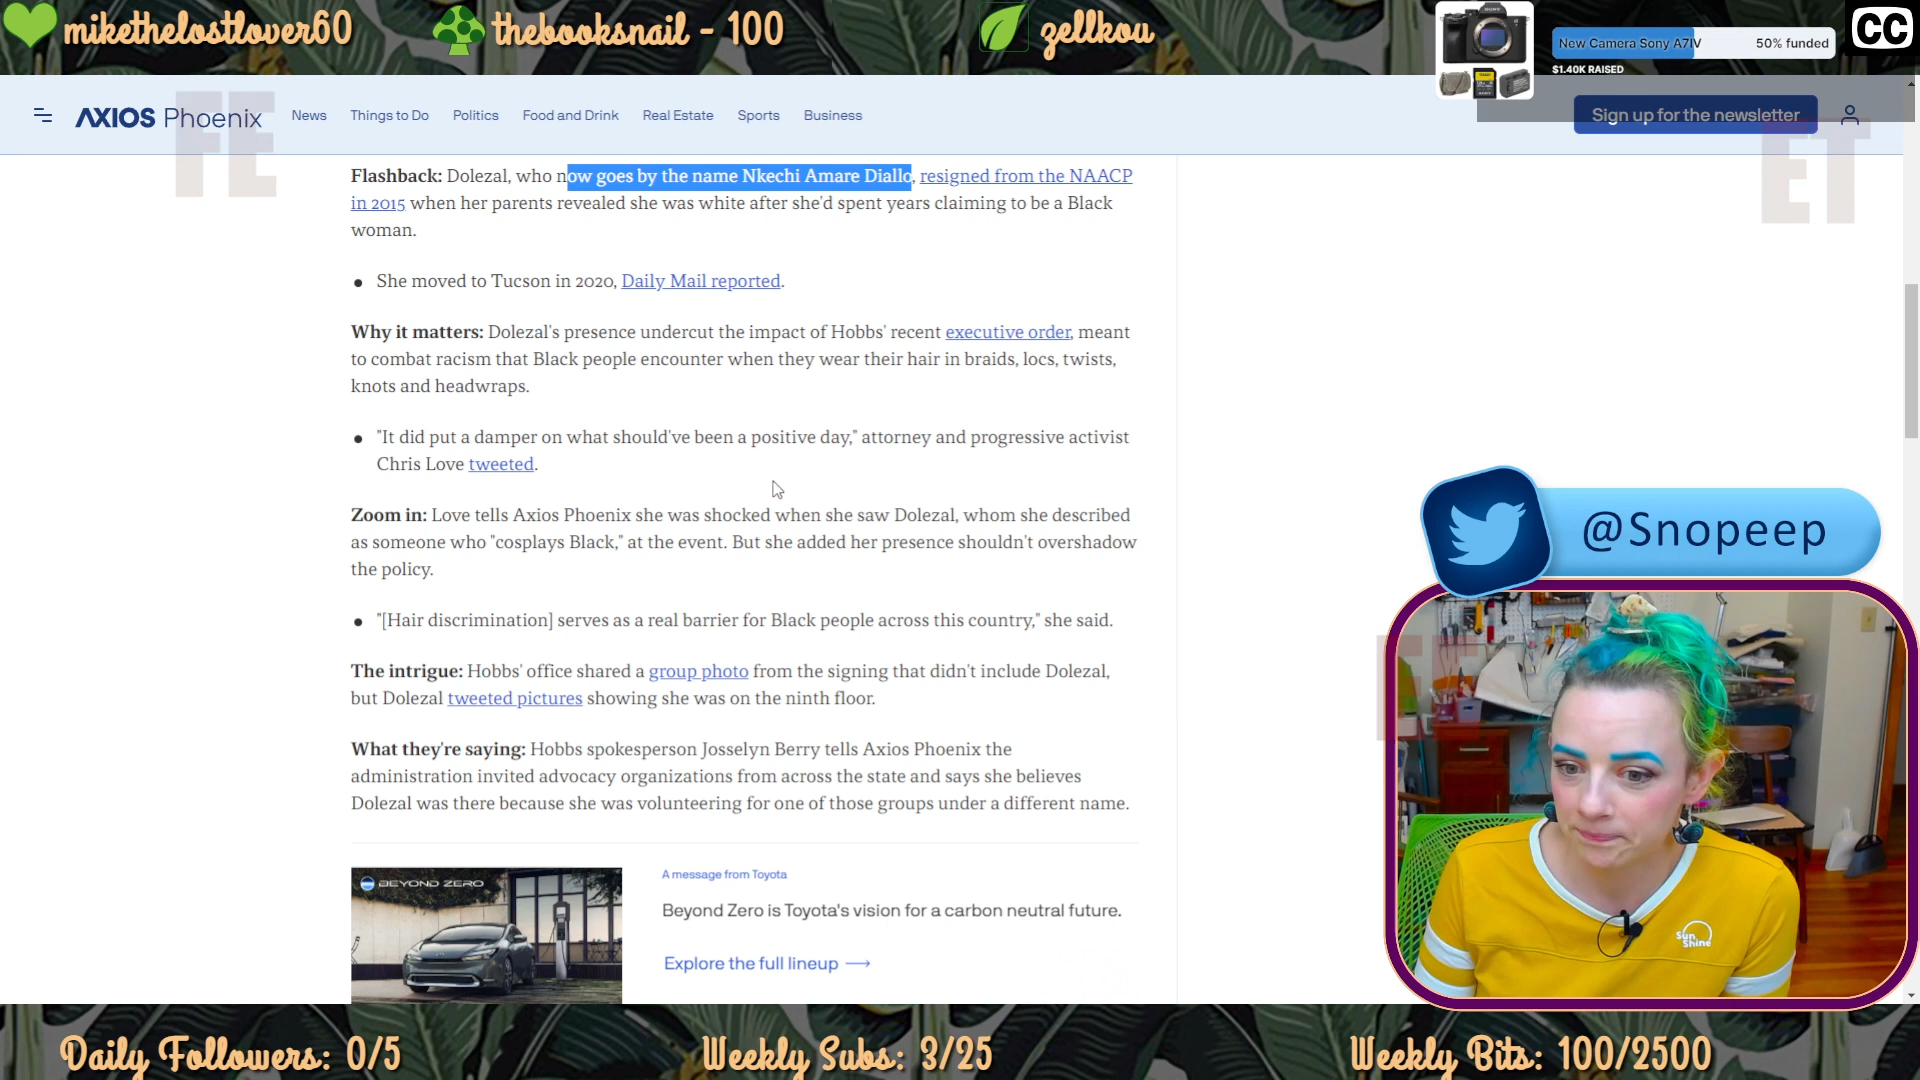 mikethelostlover60
thebooksnail - 100
zellkou
SONY
New Camera Sony A7IV 50% funded
$1.40K RAISED
CC
AXIOS Phoenix
News Things to Do Politics Food and Drink Real Estate Sports Business
Sign up for the newsletter
FE
ET
Flashback: Dolezal, who now goes by the name Nkechi Amare Diallo, resigned from the NAACP
in 2015 when her parents revealed she was white after she'd spent years claiming to be a Black
woman.
• She moved to Tucson in 2020, Daily Mail reported.
Why it matters: Dolezal's presence undercut the impact of Hobbs' recent executive order, meant
to combat racism that Black people encounter when they wear their hair in braids, locs, twists,
knots and headwraps.
• "It did put a damper on what should've been a positive day," attorney and progressive activist
Chris Love tweeted.
Zoom in: Love tells Axios Phoenix she was shocked when she saw Dolezal, whom she described
as someone who "cosplays Black," at the event. But she added her presence shouldn't overshadow
the policy.
• "[Hair discrimination] serves as a real barrier for Black people across this country," she said.
The intrigue: Hobbs' office shared a group photo from the signing that didn't include Dolezal,
but Dolezal tweeted pictures showing she was on the ninth floor.
What they're saying: Hobbs spokesperson Josselyn Berry tells Axios Phoenix the
administration invited advocacy organizations from across the state and says she believes
Dolezal was there because she was volunteering for one of those groups under a different name.
BEYOND ZERO
A message from Toyota
Beyond Zero is Toyota's vision for a carbon neutral future.
Explore the full lineup →
@Snopeep
FE
Sun
Shine
Daily Followers: 0/5
Weekly Subs: 3/25
Weekly Bits: 100/2500